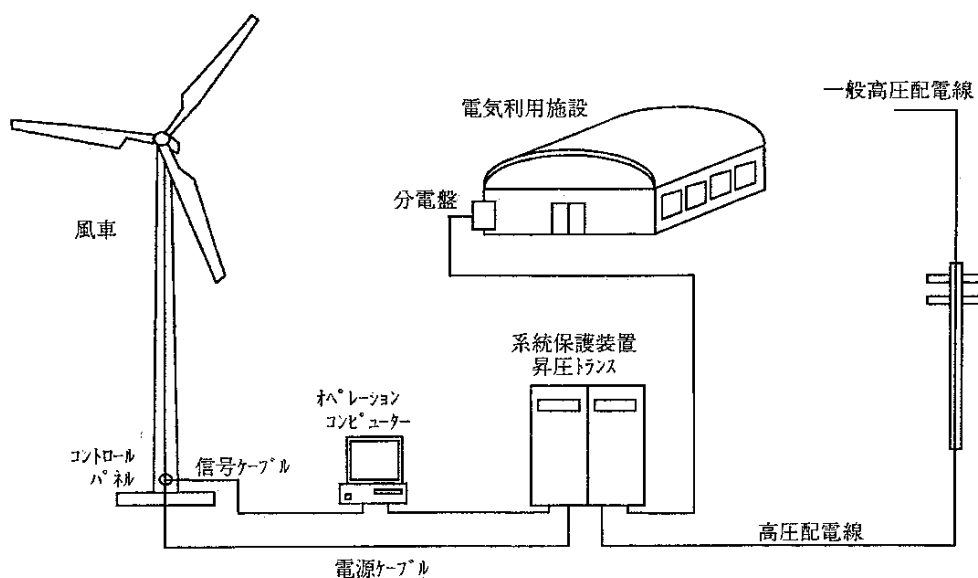 一般高圧配電線
電気利用施設
分電盤
風車
系統保護装置
昇圧ﾄランス
ｵﾍﾟレーション
コンﾋﾟューター
コントロール
ﾊﾟネル
信号ｹーﾌﾞル
高圧配電線
電源ｹーﾌﾞル